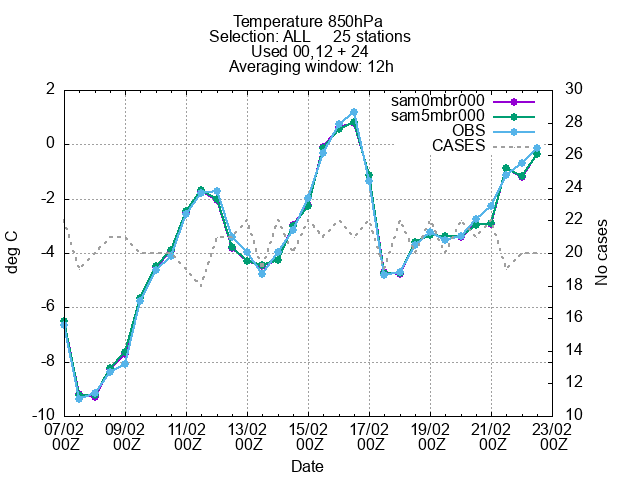 Temperature 850hPa
Selection: ALL 25 stations
Used 00,12 + 24
Averaging window: 12h
2 30
sam0mbr000
sam5mbr000 28
OBS
0 CASES 26
24
-2 22
deg C No cases
-4 20
18
-6 16
14
-8 12
-10 10
07/02 09/02 11/02 13/02 15/02 17/02 19/02 21/02 23/02
00Z 00Z 00Z 00Z 00Z 00Z 00Z 00Z 00Z
Date